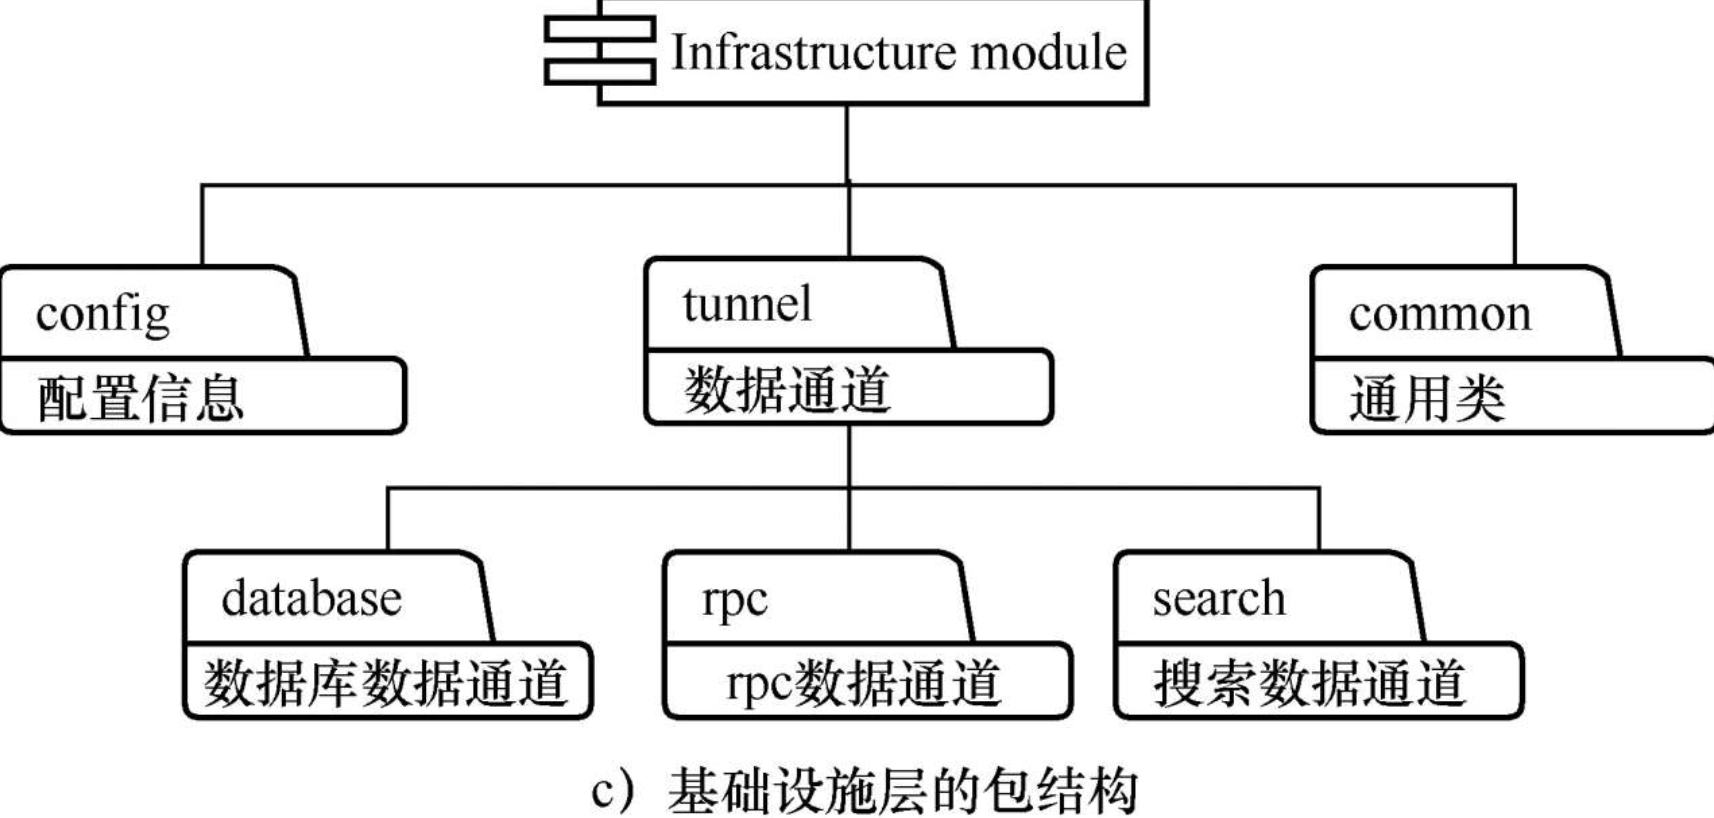 Infrastructure module
config
tunnel
common
配置信息
数据通道
通用类
database
rpc
search
数据库数据通道
rpc数据通道
搜索数据通道
c）基础设施层的包结构